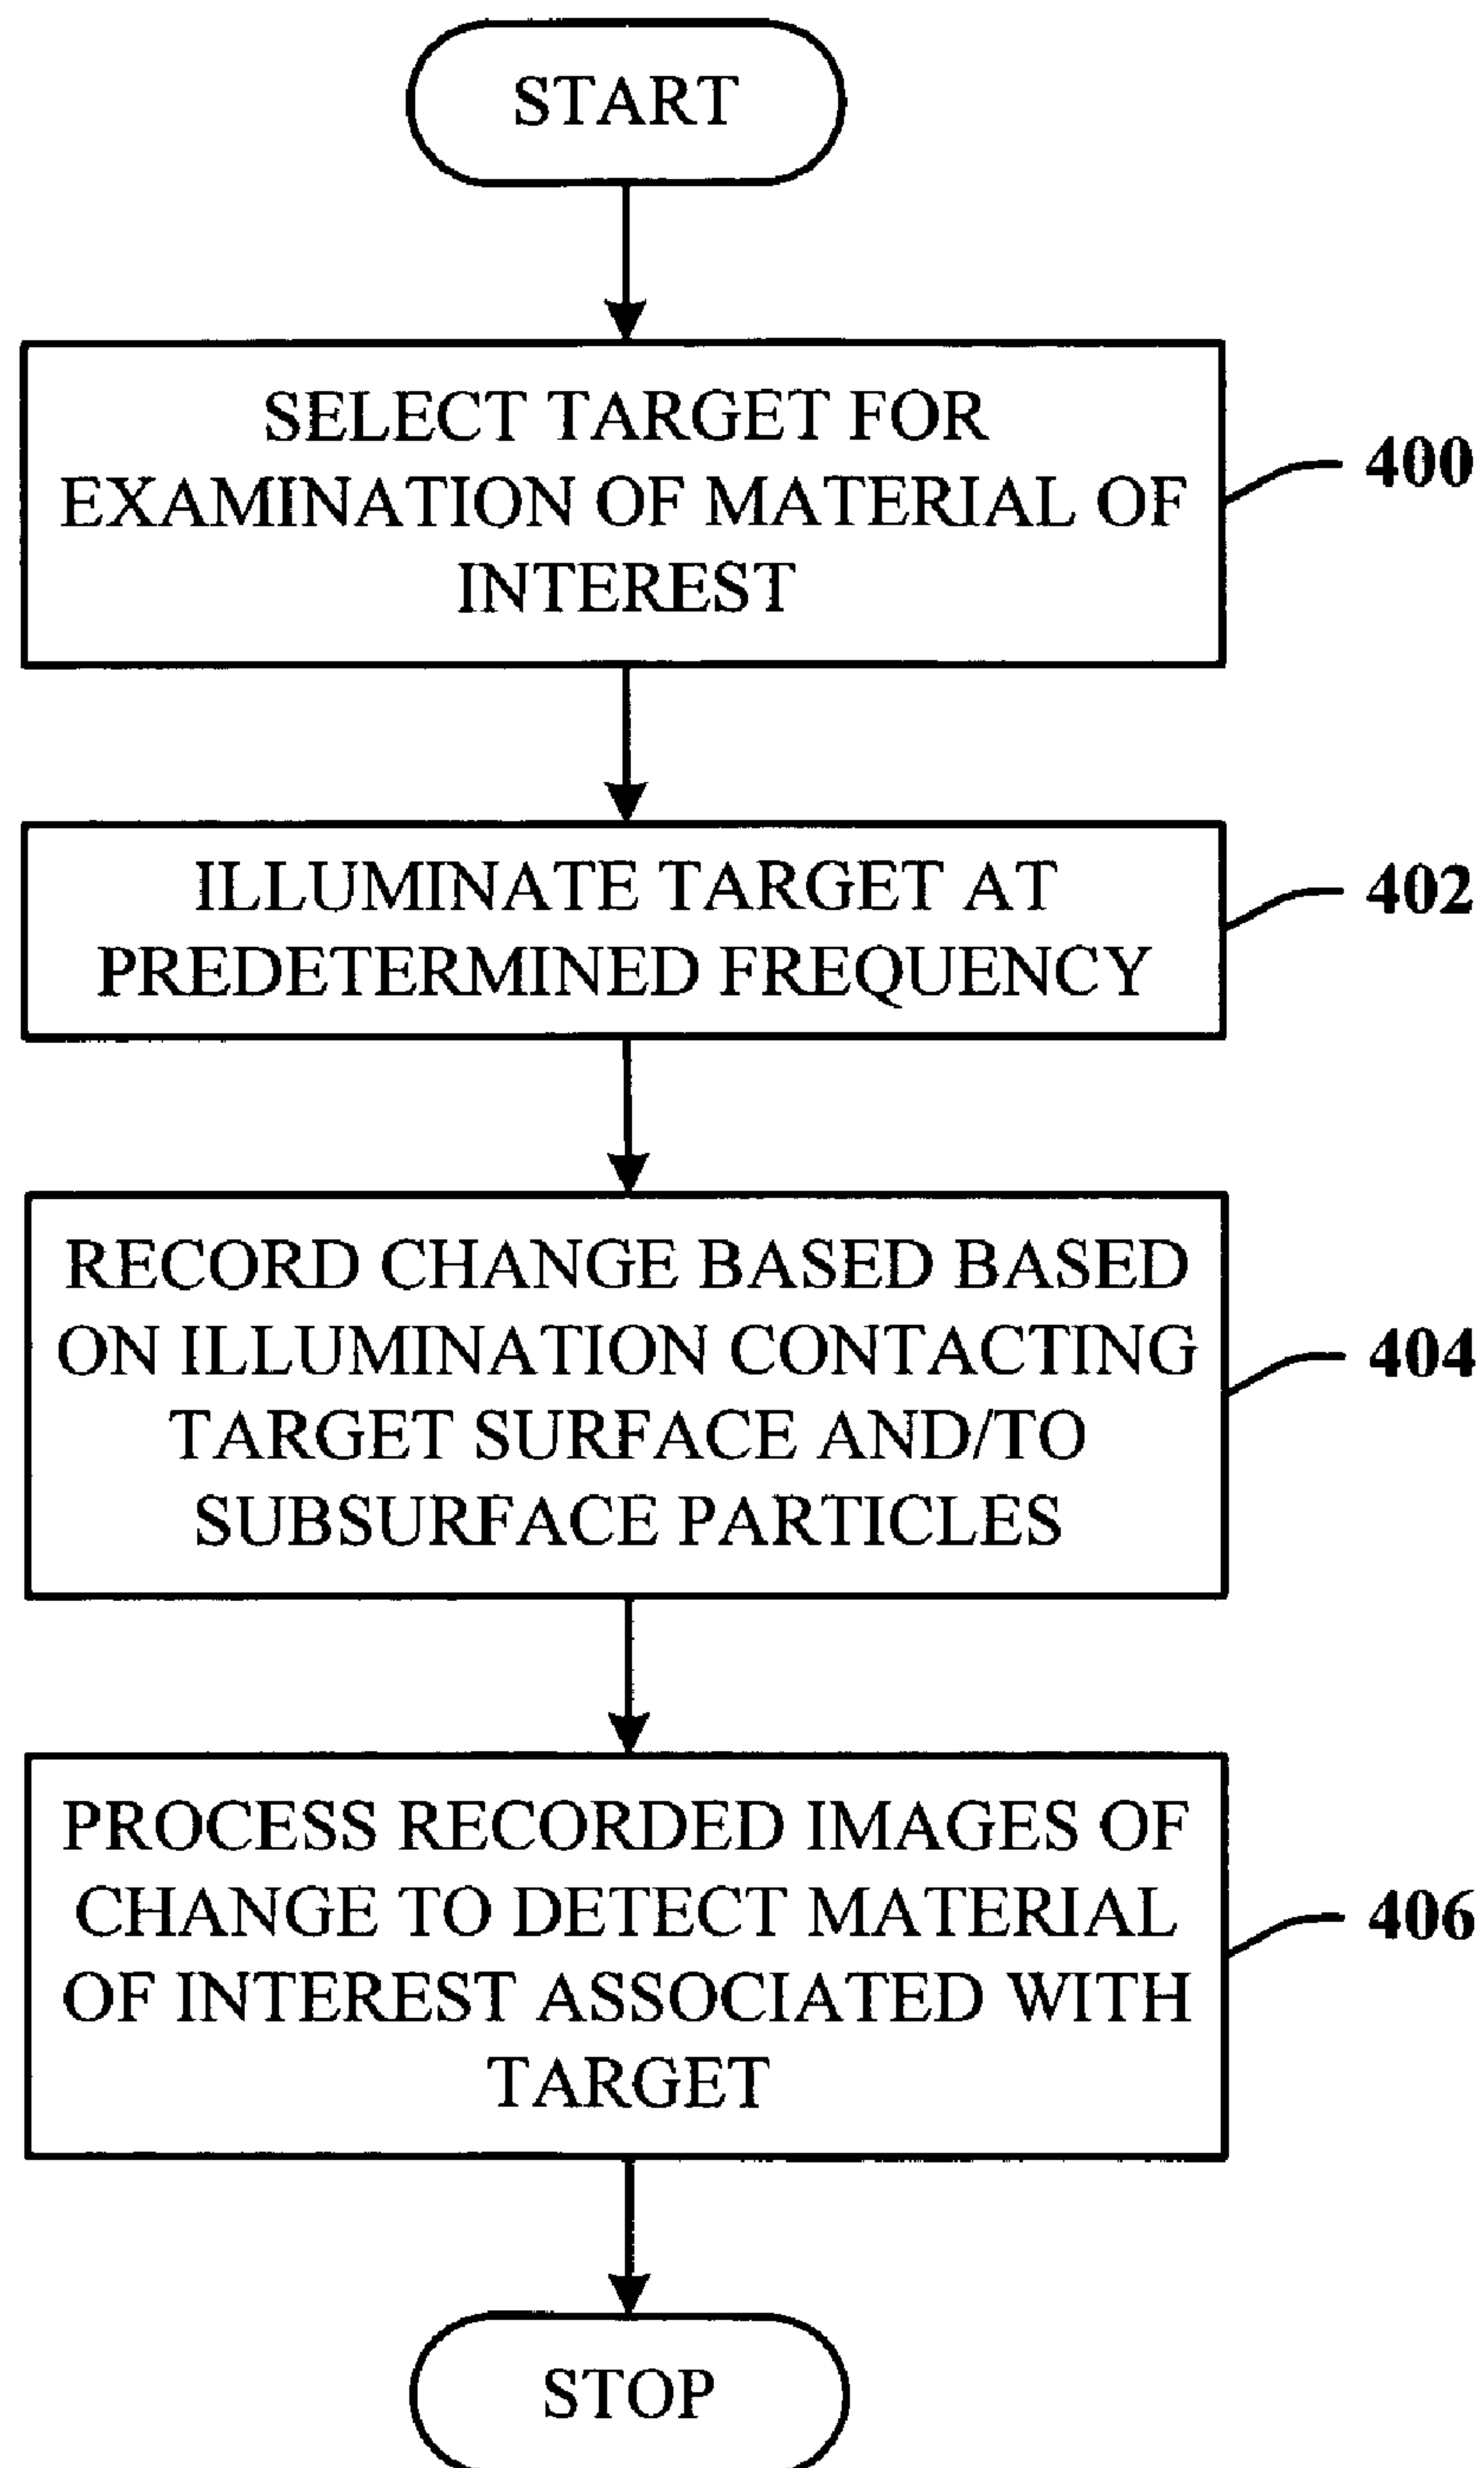 START
SELECT TARGET FOR
EXAMINATION OF MATERIAL OF
INTEREST
400
ILLUMINATE TARGET AT
PREDETERMINED FREQUENCY
402
RECORD CHANGE BASED BASED
ON ILLUMINATION CONTACTING
TARGET SURFACE AND/TO
SUBSURFACE PARTICLES
404
PROCESS RECORDED IMAGES OF
CHANGE TO DETECT MATERIAL
OF INTEREST ASSOCIATED WITH
TARGET
406
STOP